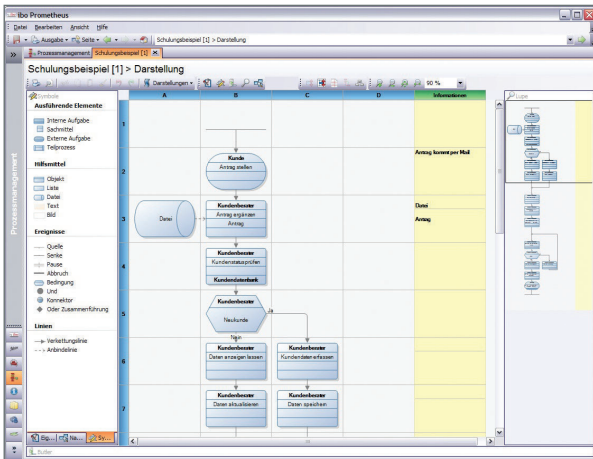 ibo Prometheus
Datei Bearbeiten Ansicht Hilfe
Ausgabe Seite Schulungsbeispiel [1] > Darstellung
Prozessmanagement Schulungsbeispiel [1]
Schulungsbeispiel [1] > Darstellung
Darstellungen 90 %
Symbole
Ausführende Elemente
Interne Aufgabe
Sachmittel
Externe Aufgabe
Teilprozess
Hilfsmittel
Objekt
Liste
Datei
Text
Bild
Ereignisse
Quelle
Senke
Pause
Abbruch
Bedingung
Und
Konnektor
Oder Zusammenführung
Linien
Verkettungslinie
Anbindelinie
Eig... Na... Sy...
Prozessmanagement
A B C D Informationen
1
2
Kunde
Antrag stellen
Antrag kommt per Mail
3
Datei
Kundenberater
Antrag ergänzen
Antrag
Datei
Antrag
4
Kundenberater
Kundenstatus prüfen
Kundendatenbank
5
Kundenberater
Neukunde
Ja
Nein
6
Kundenberater
Daten anzeigen lassen
Kundenberater
Kundendaten erfassen
7
Kundenberater
Daten aktualisieren
Kundenberater
Daten speichern
Lupe
Butler